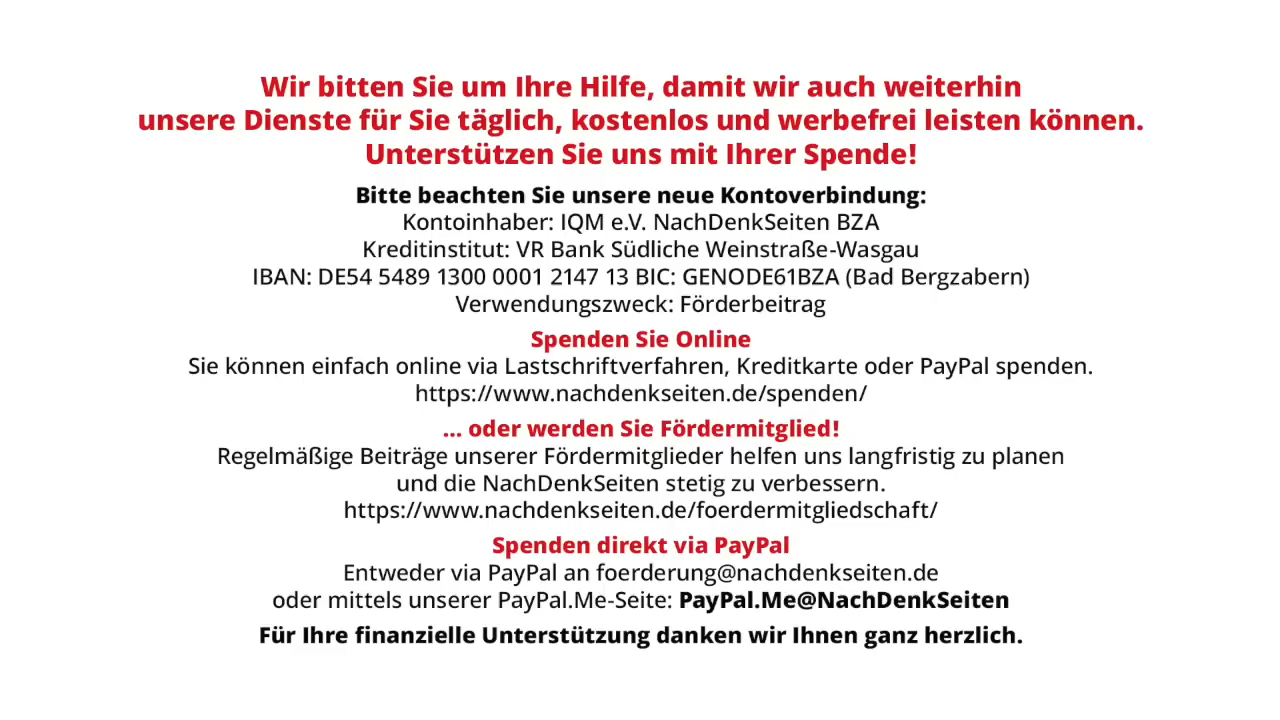 Wir bitten Sie um Ihre Hilfe, damit wir auch weiterhin
unsere Dienste für Sie täglich, kostenlos und werbefrei leisten können.
Unterstützen Sie uns mit Ihrer Spende!
Bitte beachten Sie unsere neue Kontoverbindung:
Kontoinhaber: IQM e.V. NachDenkSeiten BZA
Kreditinstitut: VR Bank Südliche Weinstraße-Wasgau
IBAN: DE54 5489 1300 0001 2147 13 BIC: GENODE61BZA (Bad Bergzabern)
Verwendungszweck: Förderbeitrag
Spenden Sie Online
Sie können einfach online via Lastschriftverfahren, Kreditkarte oder PayPal spenden.
https://www.nachdenkseiten.de/spenden/
... oder werden Sie Fördermitglied!
Regelmäßige Beiträge unserer Fördermitglieder helfen uns langfristig zu planen
und die NachDenkSeiten stetig zu verbessern.
https://www.nachdenkseiten.de/foerdermitgliedschaft/
Spenden direkt via PayPal
Entweder via PayPal an foerderung@nachdenkseiten.de
oder mittels unserer PayPal.Me-Seite: PayPal.Me@NachDenkSeiten
Für Ihre finanzielle Unterstützung danken wir Ihnen ganz herzlich.